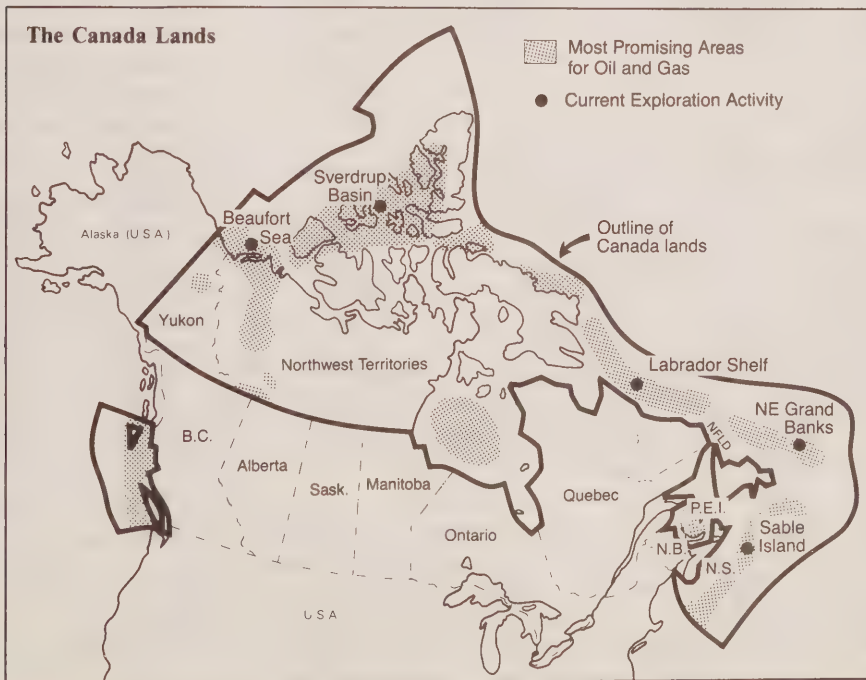 The Canada Lands
Most Promising Areas
for Oil and Gas
Current Exploration Activity
Sverdrup
Basin
Beaufort
Sea
Alaska (USA)
Outline of
Canada lands
Yukon
Northwest Territories
Labrador Shelf
NE Grand
Banks
NFLD
B.C.
Alberta
Sask.
Manitoba
Quebec
P.E.I.
Sable
Island
Ontario
N.B.
N.S.
USA